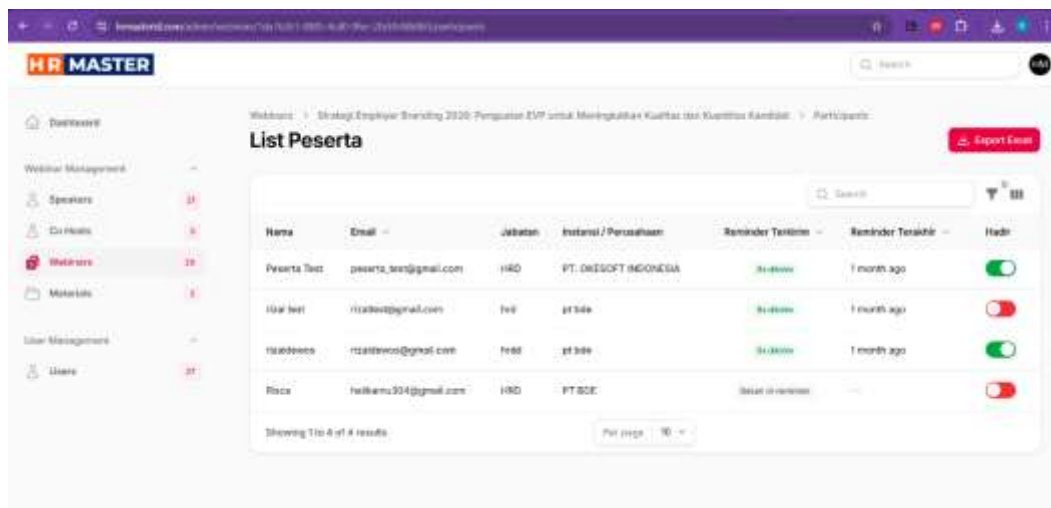 HR MASTER
Search
Dashboard
Webinar Management
Speakers
Co Hosts
Webinars
Materials
User Management
Users
Webinars > Strategi Employer Branding 2026: Penguatan EVP untuk Meningkatkan Kualitas dan Kuantitas Kandidat > Participants
List Peserta
Export Excel
Search
Nama Email Jabatan Instansi / Perusahaan Reminder Terkirim Reminder Terakhir Hadir
Peserta Test peserta_test@gmail.com HRD PT. OKESOFT INDONESIA 1 month ago
rizal test rizaltest@gmail.com hrd pt bde 1 month ago
rizaldewos rizaldewos@gmail.com hrdd pt bde 1 month ago
Risca HRD PT BDE
Showing 1 to 4 of 4 results
Per page 10